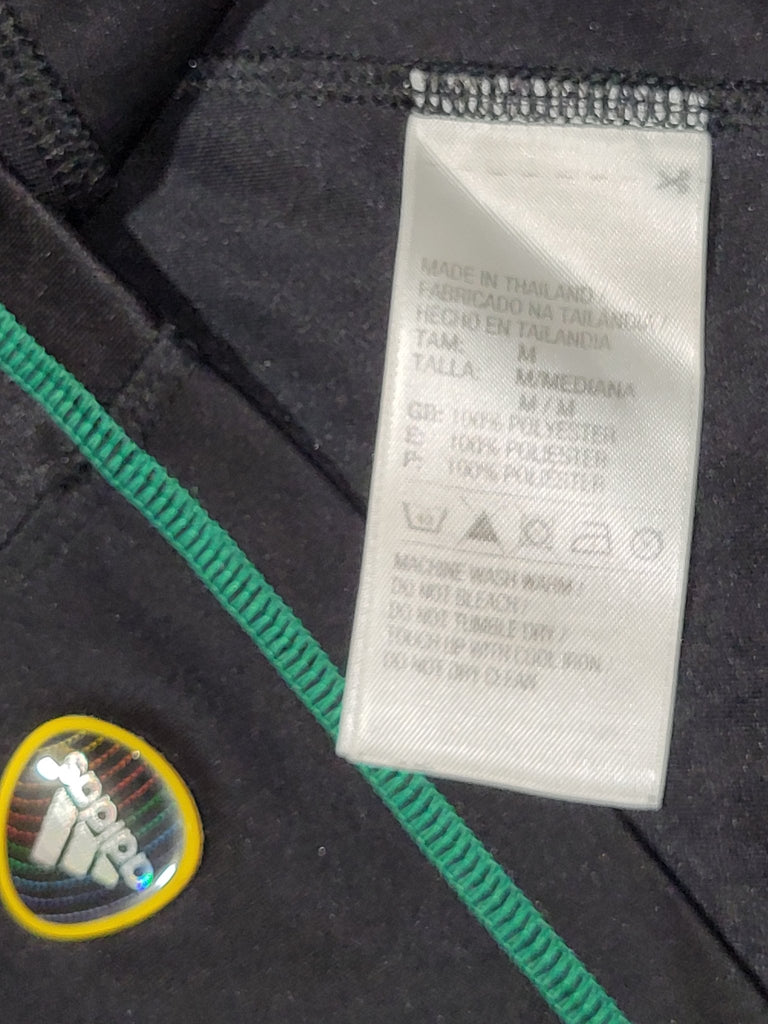 MADE IN THAILAND /
FABRICADO NA TAILANDIA /
HECHO EN TAILANDIA
TAM: M
TALLA: M/MEDIANA
M / M
GB: 100% POLYESTER
E: 100% POLIESTER
P: 100% POLIESTER
40
MACHINE WASH WARM /
DO NOT BLEACH /
DO NOT TUMBLE DRY /
TOUCH UP WITH COOL IRON /
DO NOT DRY CLEAN
adidas